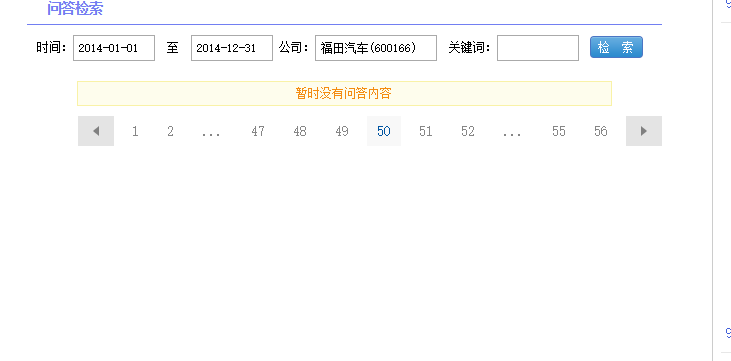 问答检索
时间: 2014-01-01 至 2014-12-31 公司: 福田汽车(600166) 关键词: 检 索
暂时没有问答内容
1 2 ... 47 48 49 50 51 52 ... 55 56